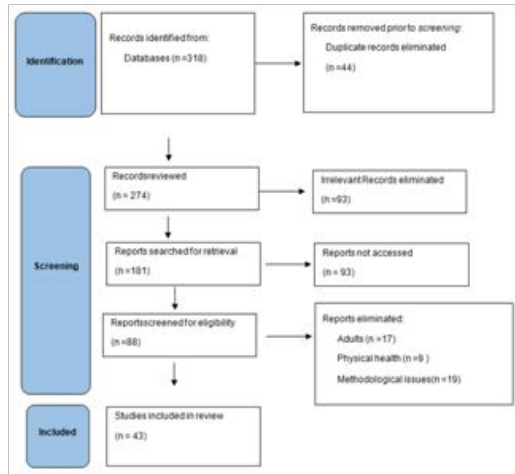 Identification
Records identified from:
Databases (n =318)
Records removed prior to screening:
Duplicate records eliminated
(n =44)
Screening
Recordsreviewed
(n = 274)
Irrelevant Records eliminated
(n =93)
Reports searched for retrieval
(n =181)
Reports not accessed
(n = 93)
Reportsscreened for eligibility
(n =88)
Reports eliminated:
Adults (n =17)
Physical health (n =9 )
Methodological issues(n =19)
Included
Studies included in review
(n = 43)